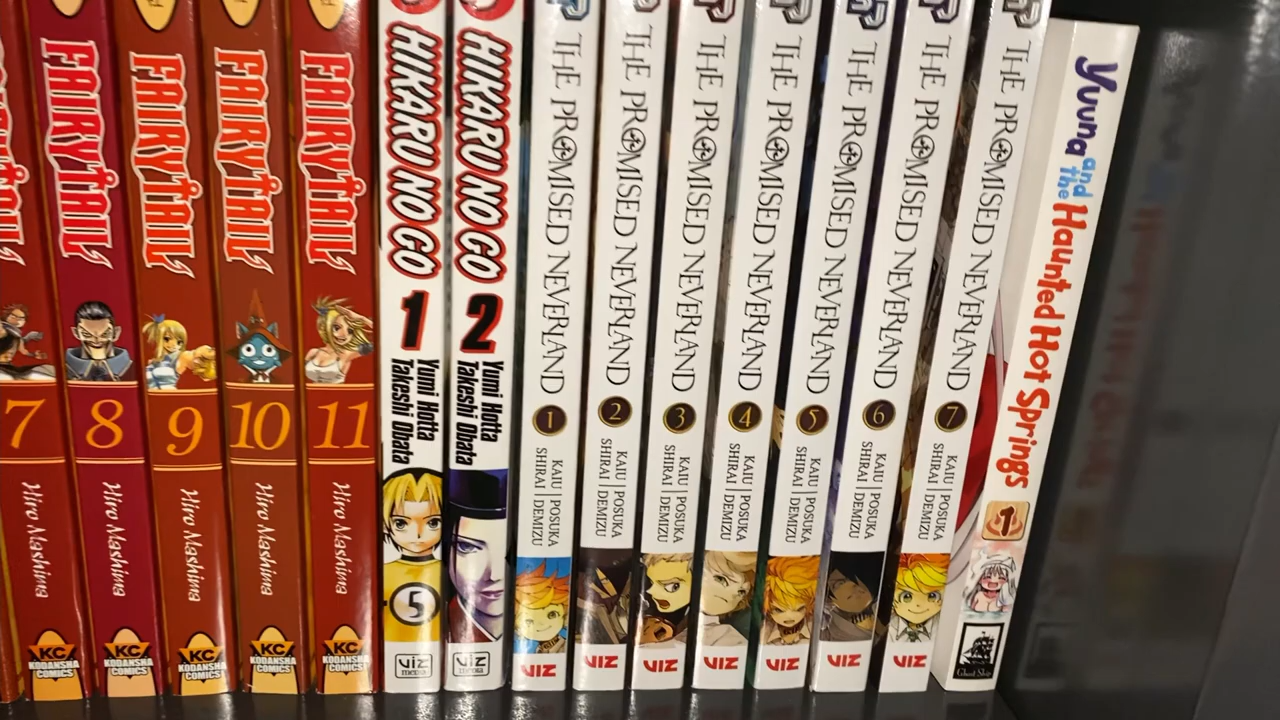 FAIRY TAIL
7
Hiro Mashima
KC
KODANSHA
COMICS
FAIRY TAIL
8
Hiro Mashima
KC
KODANSHA
COMICS
FAIRY TAIL
9
Hiro Mashima
KC
KODANSHA
COMICS
FAIRY TAIL
10
Hiro Mashima
KC
KODANSHA
COMICS
FAIRY TAIL
11
Hiro Mashima
KC
KODANSHA
COMICS
HIKARU NO GO
1
Yumi Hotta
Takeshi Obata
5
VIZ
media
HIKARU NO GO
2
Yumi Hotta
Takeshi Obata
VIZ
media
THE PROMISED NEVERLAND
1
KAIU SHIRAI | POSUKA DEMIZU
VIZ
THE PROMISED NEVERLAND
2
KAIU SHIRAI | POSUKA DEMIZU
VIZ
THE PROMISED NEVERLAND
3
KAIU SHIRAI | POSUKA DEMIZU
VIZ
THE PROMISED NEVERLAND
4
KAIU SHIRAI | POSUKA DEMIZU
VIZ
THE PROMISED NEVERLAND
5
KAIU SHIRAI | POSUKA DEMIZU
VIZ
THE PROMISED NEVERLAND
6
KAIU SHIRAI | POSUKA DEMIZU
VIZ
THE PROMISED NEVERLAND
7
KAIU SHIRAI | POSUKA DEMIZU
VIZ
Yuuna and the Haunted Hot Springs
1
Ghost Ship